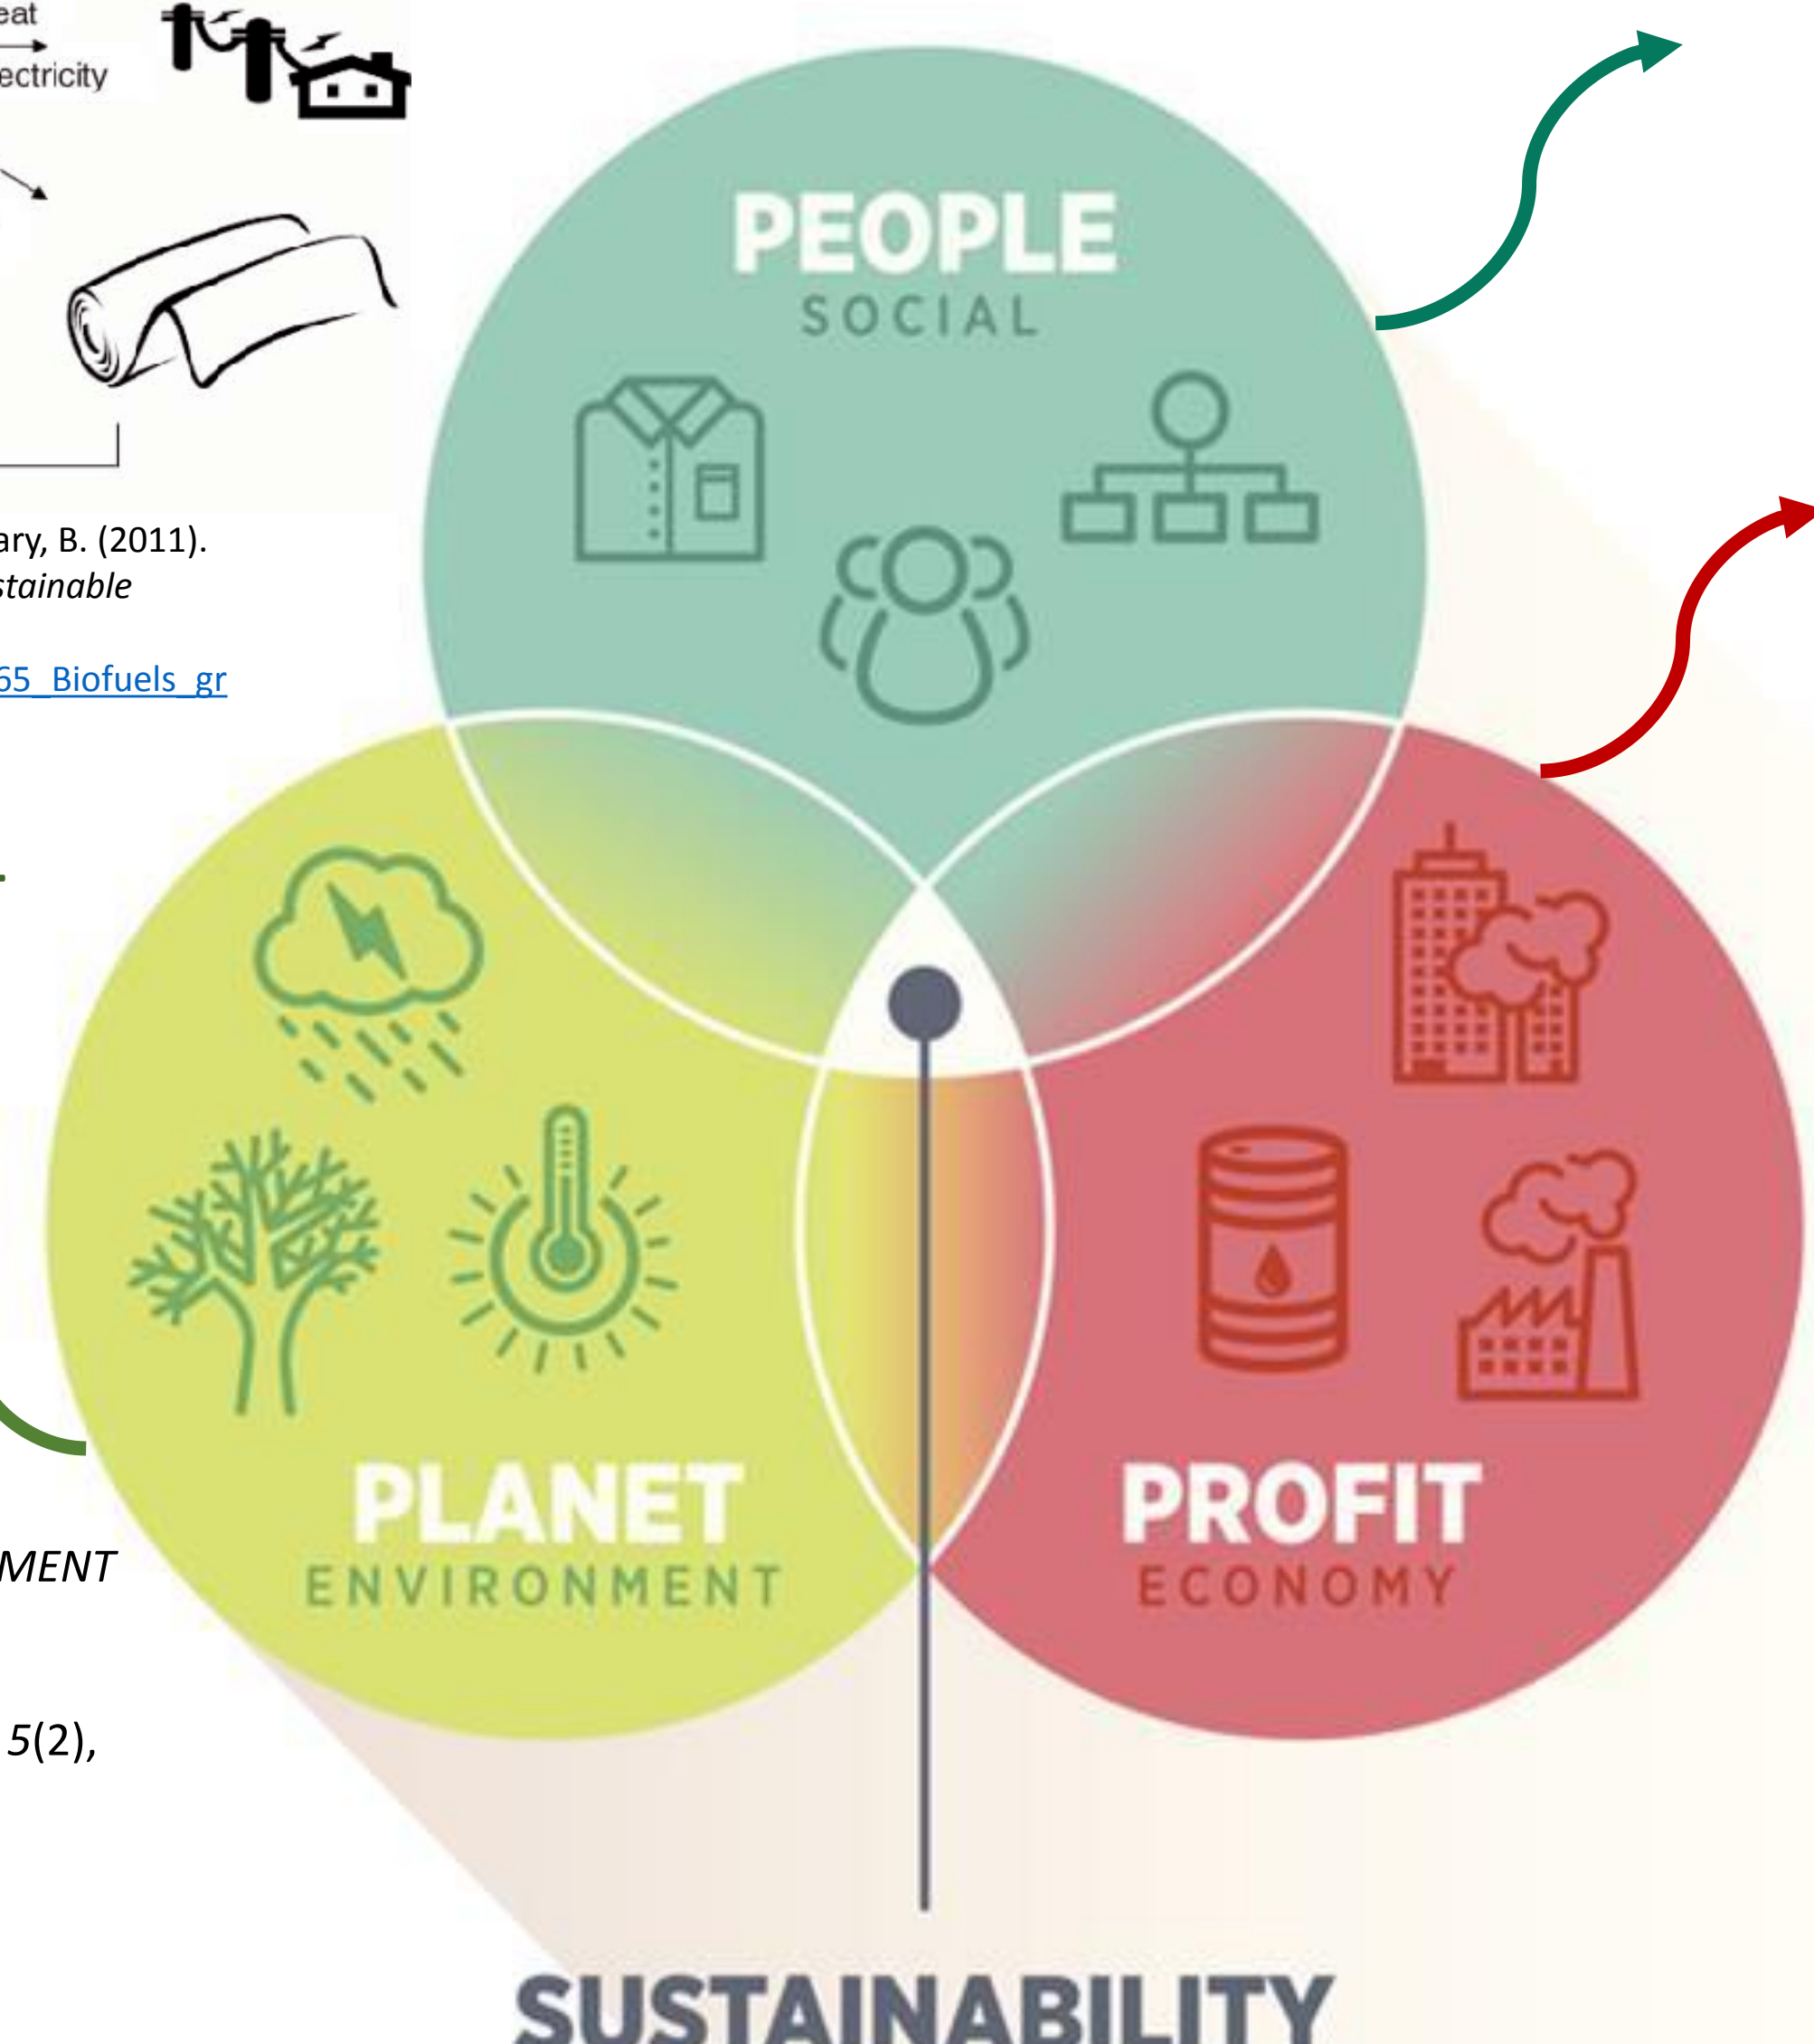 eat
ectricity
ary, B. (2011).
stainable
65_Biofuels_gr
PEOPLE
SOCIAL
PLANET
ENVIRONMENT
PROFIT
ECONOMY
MENT
5(2),
SUSTAINABILITY